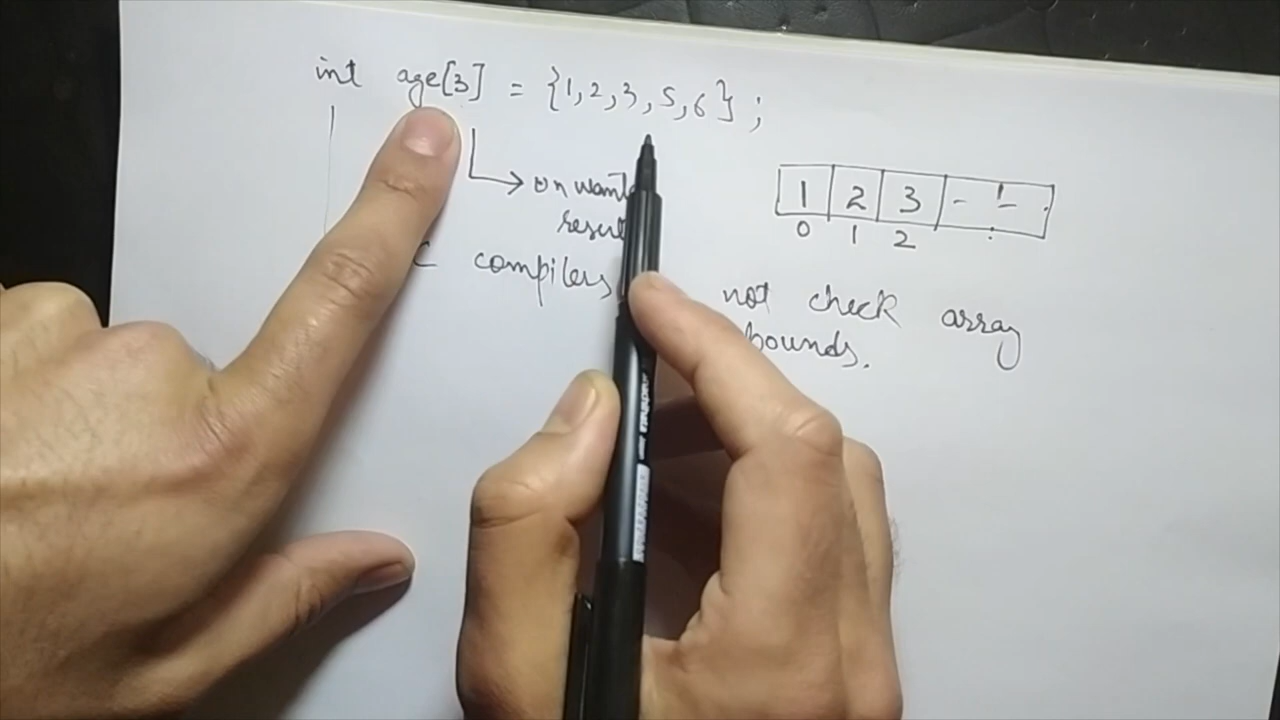 int age[3] = {1,2,3,5,6};
1 2 3 - - .
0 1 2
C compilers not check array
bounds.